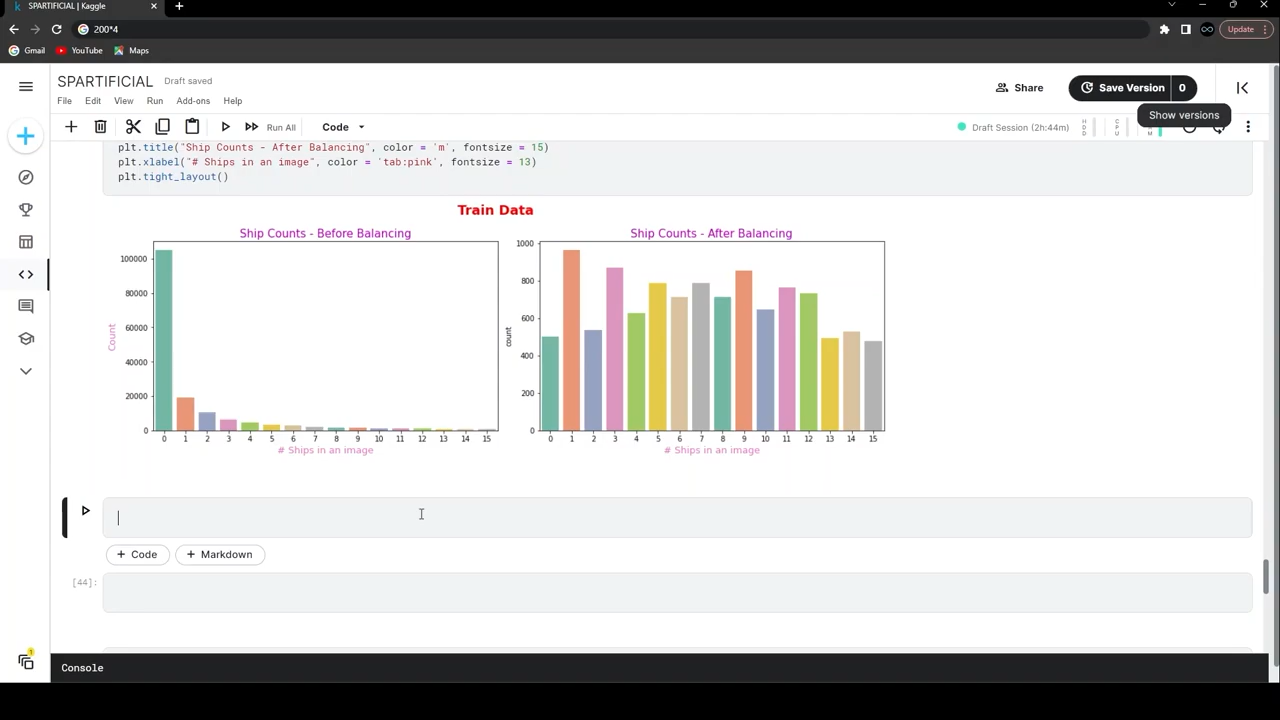 SPARTIFICIAL | Kaggle
200*4
Update
Gmail YouTube Maps
SPARTIFICIAL Draft saved
File Edit View Run Add-ons Help
Share
Save Version 0
Show versions
Run All
Code
Draft Session (2h:44m)
H D D
C P U
plt.title("Ship Counts - After Balancing", color = 'm', fontsize = 15)
plt.xlabel("# Ships in an image", color = 'tab:pink', fontsize = 13)
plt.tight_layout()
Train Data
Ship Counts - Before Balancing
Count
100000
80000
60000
40000
20000
0
0 1 2 3 4 5 6 7 8 9 10 11 12 13 14 15
# Ships in an image
Ship Counts - After Balancing
count
1000
800
600
400
200
0
0 1 2 3 4 5 6 7 8 9 10 11 12 13 14 15
# Ships in an image
+ Code + Markdown
[44]:
1
Console